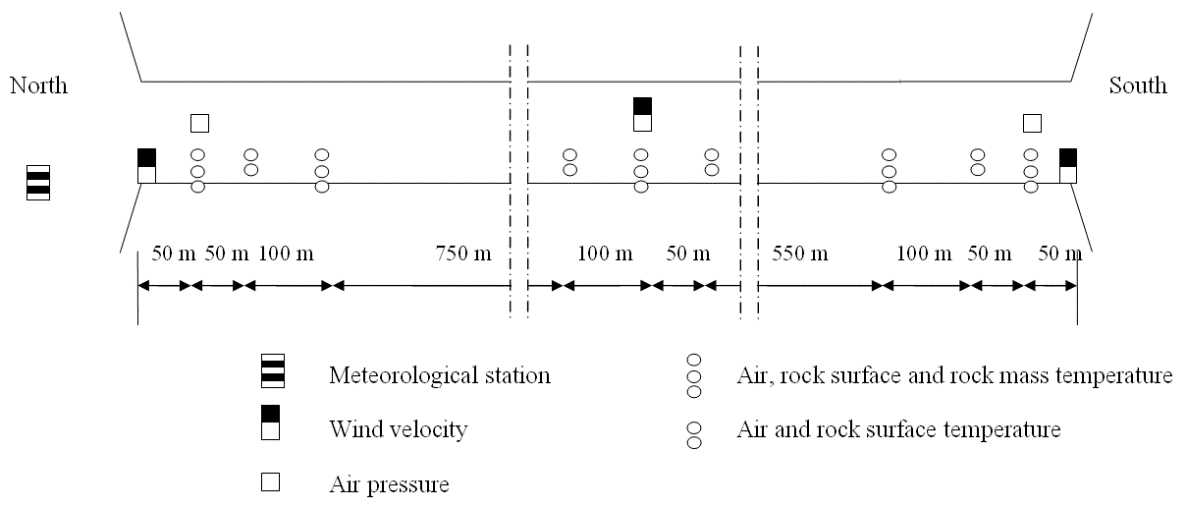 North
South
50 m 50 m 100 m 750 m 100 m 50 m 550 m 100 m 50 m 50 m
Meteorological station
Air, rock surface and rock mass temperature
Wind velocity
Air and rock surface temperature
Air pressure